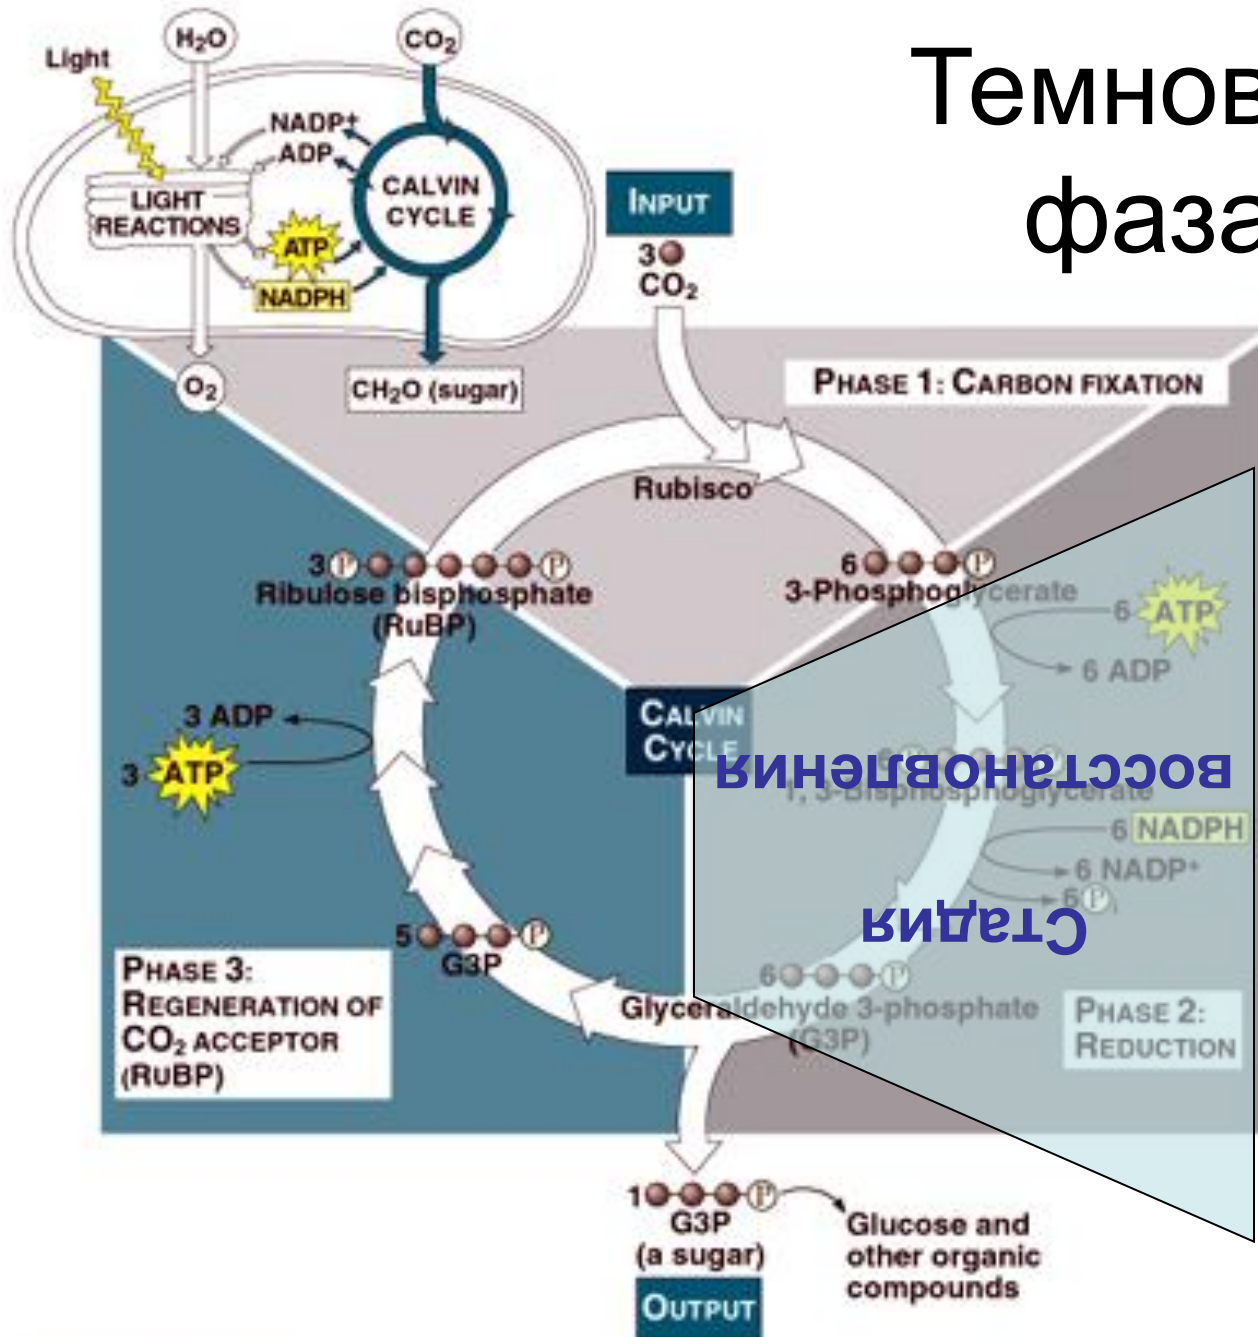 Темнов
фаза
Light
H₂O
CO₂
NADP⁺
ADP
LIGHT
REACTIONS
CALVIN
CYCLE
ATP
NADPH
O₂
CH₂O (sugar)
INPUT
3
CO₂
PHASE 1: CARBON FIXATION
Rubisco
3 P P
Ribulose bisphosphate
(RuBP)
6 P
3-Phosphoglycerate
6 ATP
6 ADP
CALVIN
CYCLE
3 ADP
3 ATP
Стадия
восстановления
6 P P
1, 3-Bisphosphoglycerate
6 NADPH
6 NADP⁺
6 Pᵢ
5 P
G3P
6 P
Glyceraldehyde 3-phosphate
(G3P)
PHASE 2:
REDUCTION
PHASE 3:
REGENERATION OF
CO₂ ACCEPTOR
(RUBP)
1 P
G3P
(a sugar)
Glucose and
other organic
compounds
OUTPUT